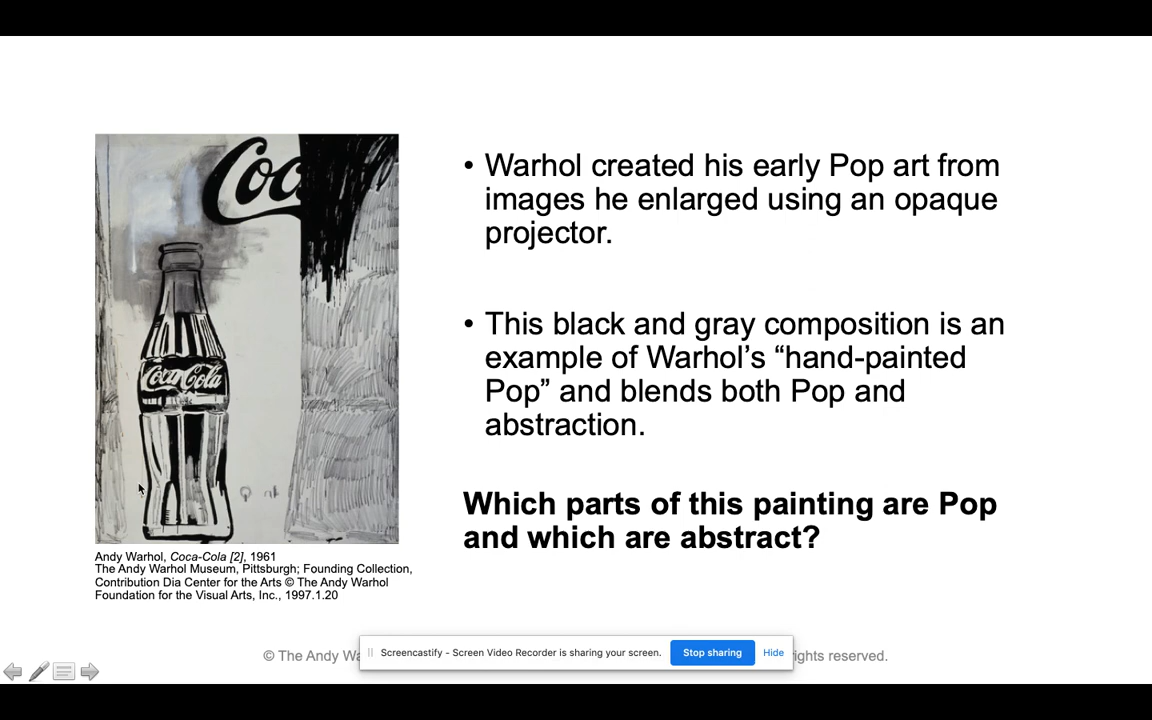 Coc
Coca-Cola
• Warhol created his early Pop art from
images he enlarged using an opaque
projector.
• This black and gray composition is an
example of Warhol’s “hand-painted
Pop” and blends both Pop and
abstraction.
Which parts of this painting are Pop
and which are abstract?
Andy Warhol, Coca-Cola [2], 1961
The Andy Warhol Museum, Pittsburgh; Founding Collection,
Contribution Dia Center for the Arts © The Andy Warhol
Foundation for the Visual Arts, Inc., 1997.1.20
© The Andy Wa
Screencastify - Screen Video Recorder is sharing your screen. Stop sharing Hide
ights reserved.